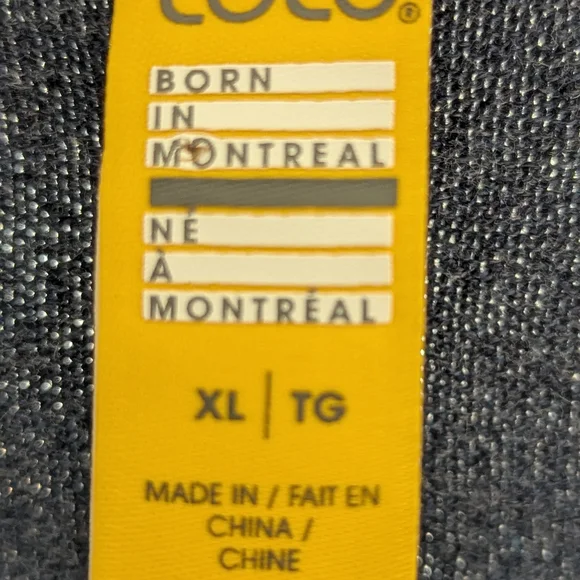 BORN
IN
MONTREAL
NÉ
À
MONTRÉAL
XL | TG
MADE IN / FAIT EN
CHINA /
CHINE